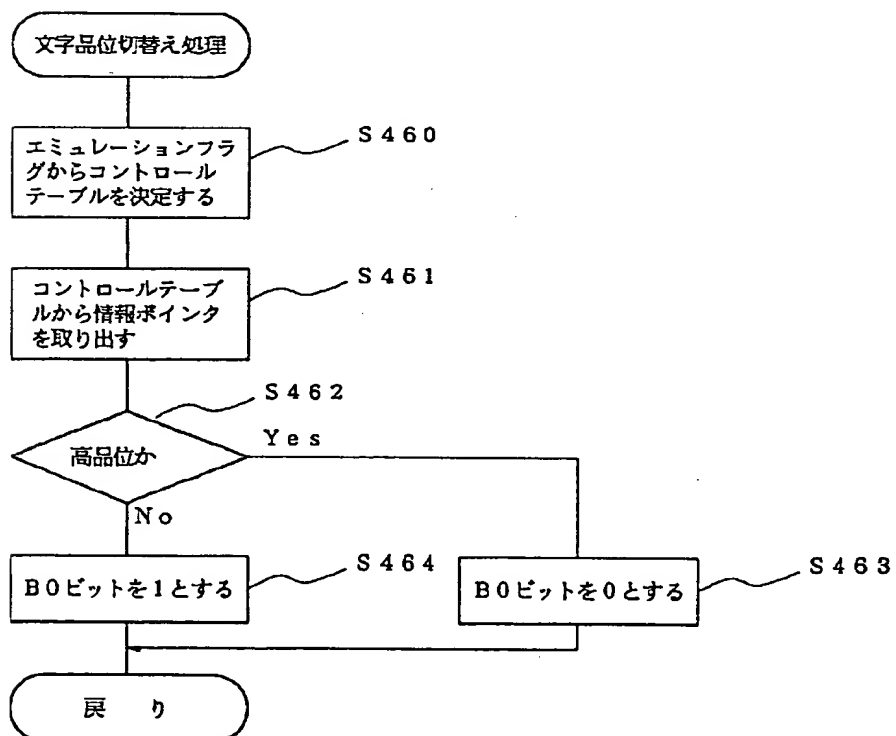 文字品位切替え処理
S460
エミュレーションフラ
グからコントロール
テーブルを決定する
S461
コントロールテーブ
ルから情報ポインタ
を取り出す
S462
高品位か
Yes
No
B0ビットを1とする
S464
B0ビットを0とする
S463
戻 り